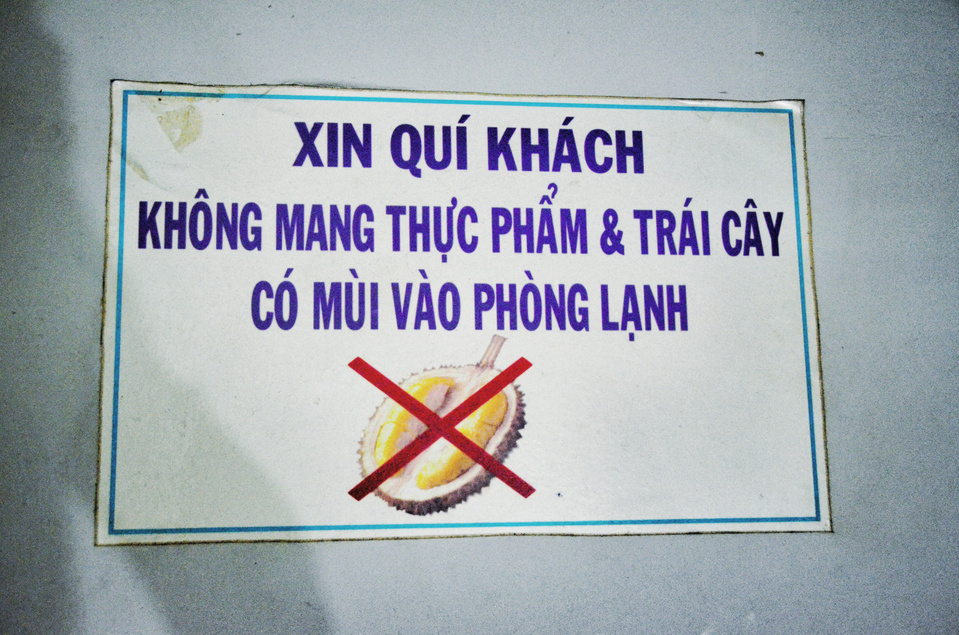 XIN QUÍ KHÁCH
KHÔNG MANG THỰC PHẨM & TRÁI CÂY
CÓ MÙI VÀO PHÒNG LẠNH